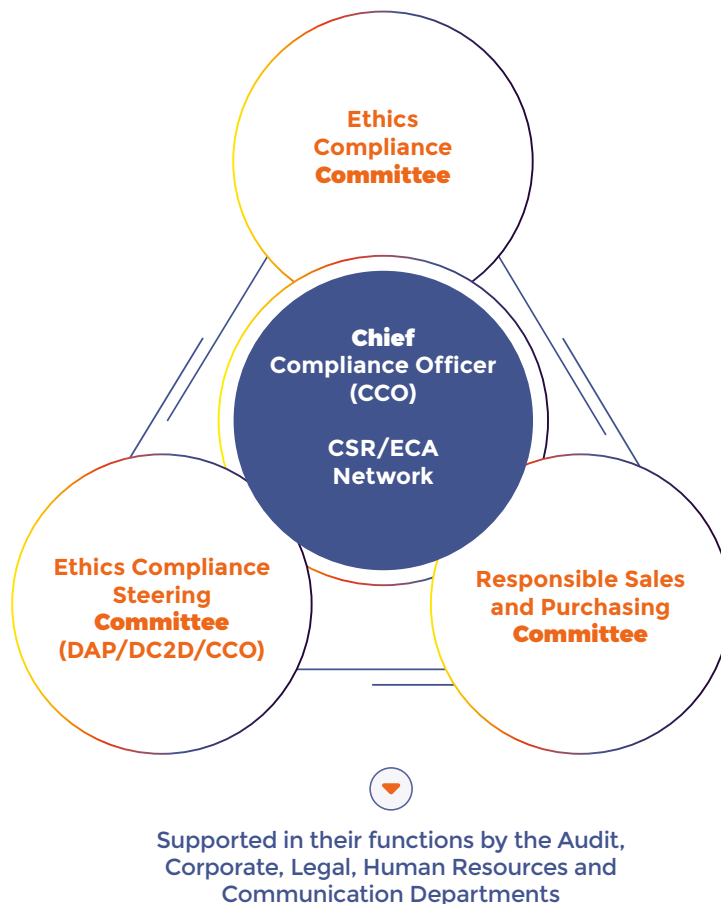 Ethics
Compliance
Committee
Chief
Compliance Officer
(CCO)
CSR/ECA
Network
Ethics Compliance
Steering
Committee
(DAP/DC2D/CCO)
Responsible Sales
and Purchasing
Committee
Supported in their functions by the Audit,
Corporate, Legal, Human Resources and
Communication Departments